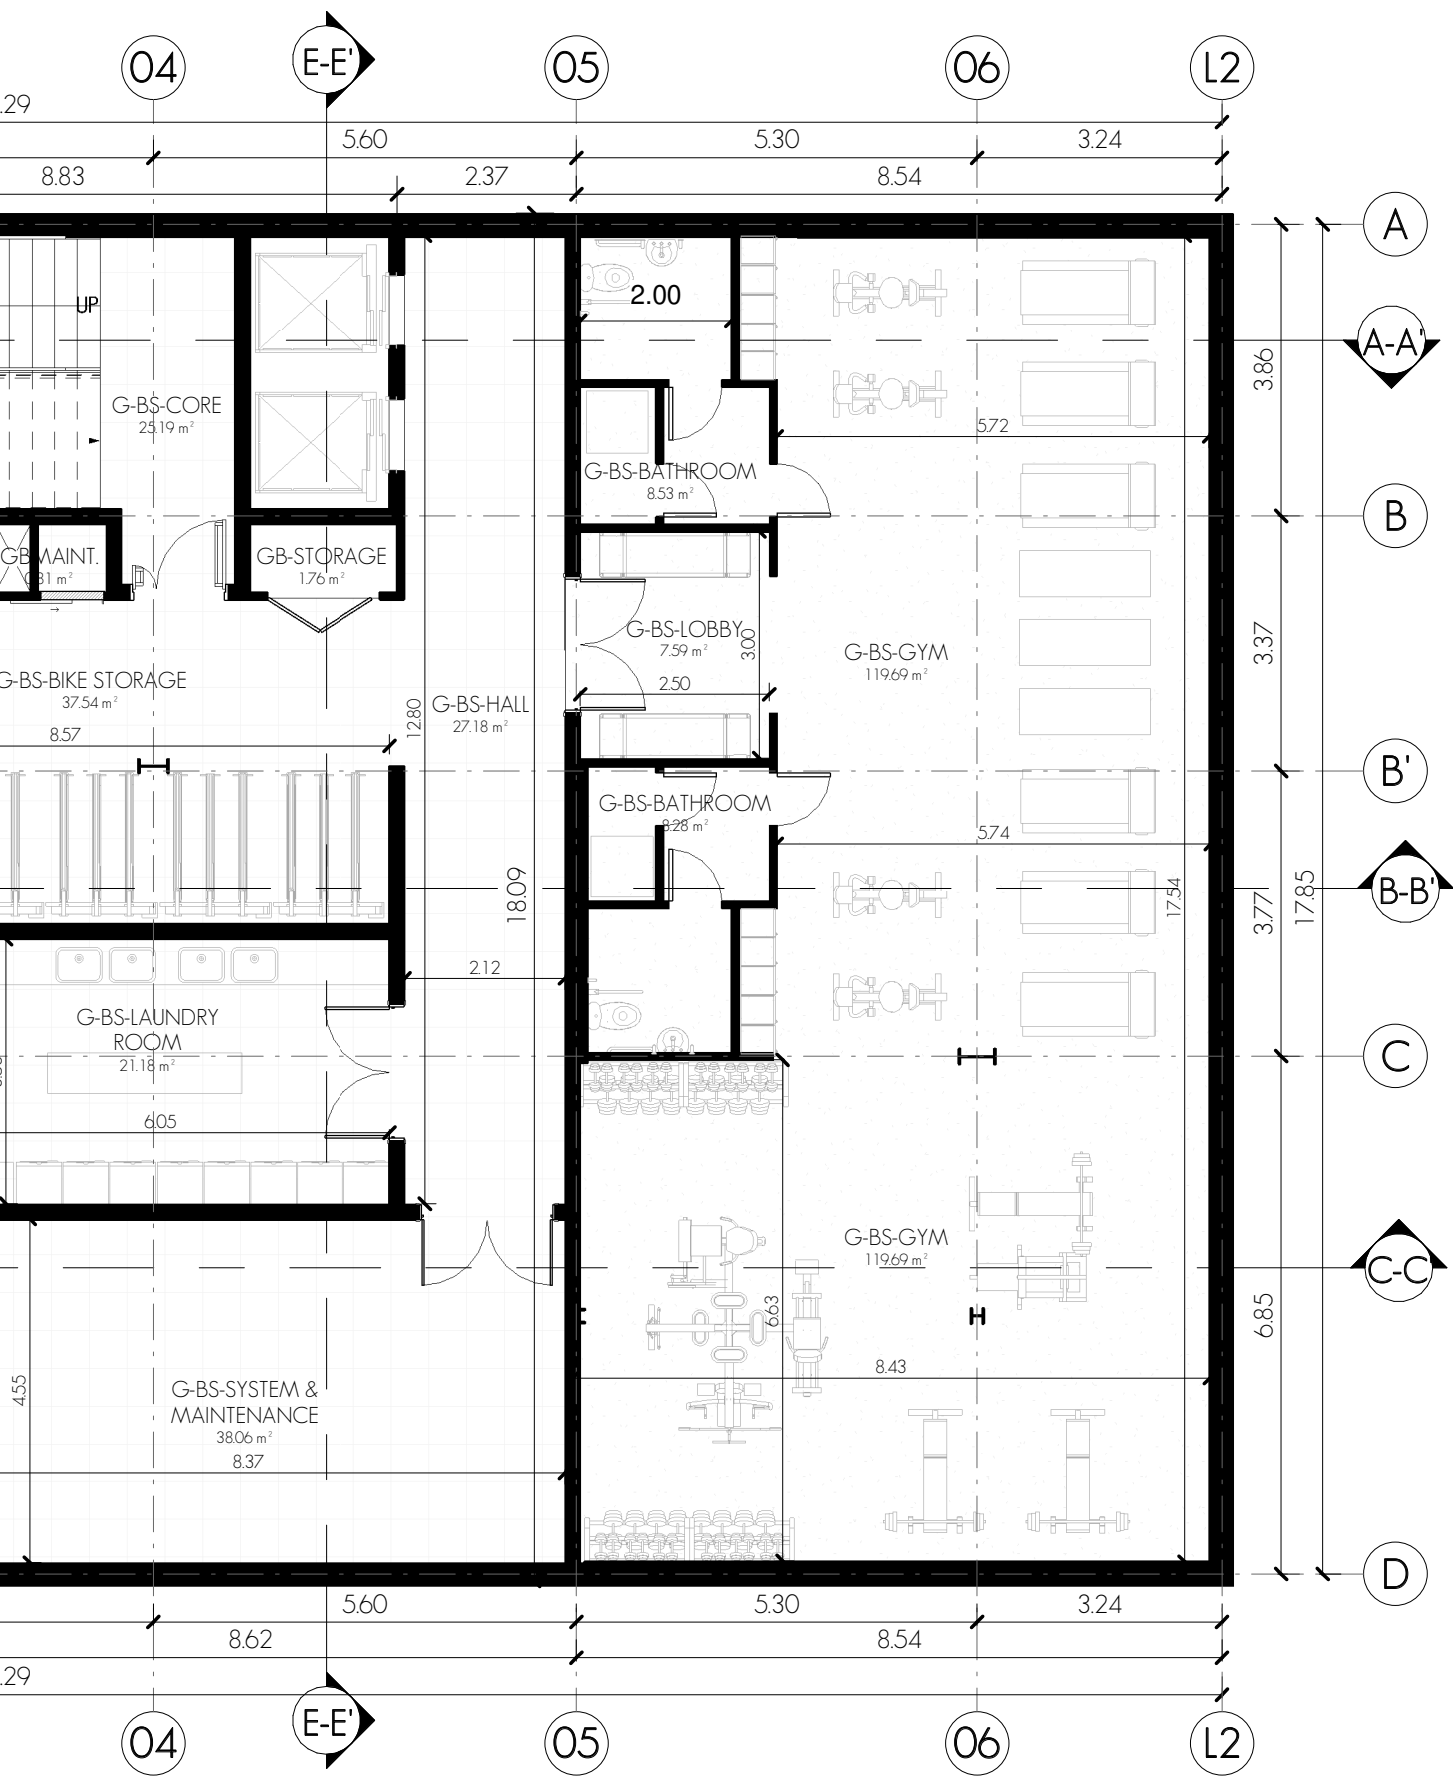 04
E-E'
05
06
L2
.29
5.60
5.30
3.24
8.83
2.37
8.54
A
UP
2.00
A-A'
3.86
G-BS-CORE
25.19 m²
5.72
G-BS-BATHROOM
8.53 m²
B
GB MAINT.
GB-STORAGE
1.76 m²
G-BS-LOBBY
7.59 m²
3.00
3.37
G-BS-GYM
119.69 m²
G-BS-BIKE STORAGE
37.54 m²
2.50
G-BS-HALL
27.18 m²
12.80
8.57
B'
G-BS-BATHROOM
8.28 m²
5.74
18.09
17.54
3.77
17.85
B-B'
2.12
G-BS-LAUNDRY
ROOM
21.18 m²
C
6.05
G-BS-GYM
119.69 m²
C-C
6.63
6.85
8.43
4.55
G-BS-SYSTEM &
MAINTENANCE
38.06 m²
8.37
D
5.60
5.30
3.24
8.62
8.54
.29
04
E-E'
05
06
L2